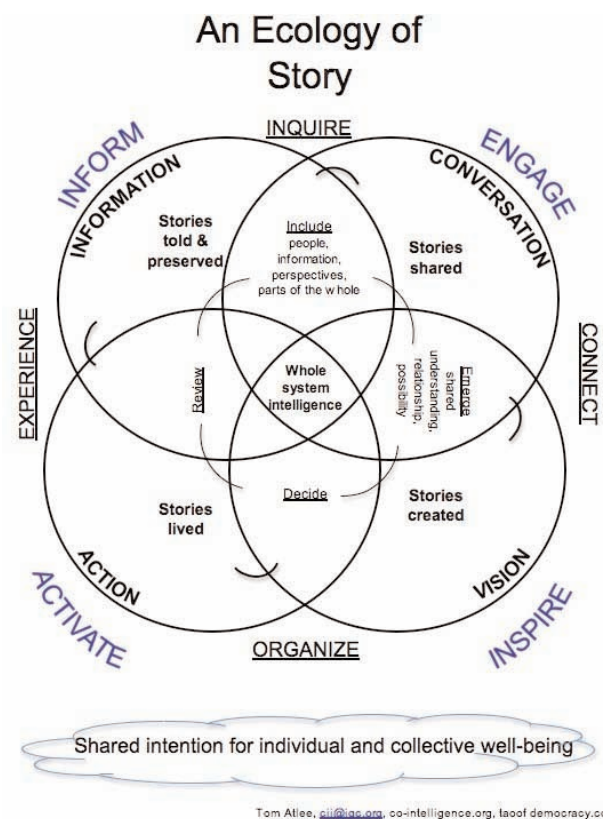 An Ecology of
Story
INQUIRE
INFORM
ENGAGE
INFORMATION
CONVERSATION
Stories
told &
preserved
Include
people,
information,
perspectives,
parts of the whole
Stories
shared
EXPERIENCE
CONNECT
Review
Whole
system
intelligence
Emerge
shared
understanding,
relationship,
possibility
Stories
lived
Decide
Stories
created
ACTION
VISION
ACTIVATE
INSPIRE
ORGANIZE
Shared intention for individual and collective well-being
Tom Atlee, cii@igc.org, co-intelligence.org, taoof democracy.co